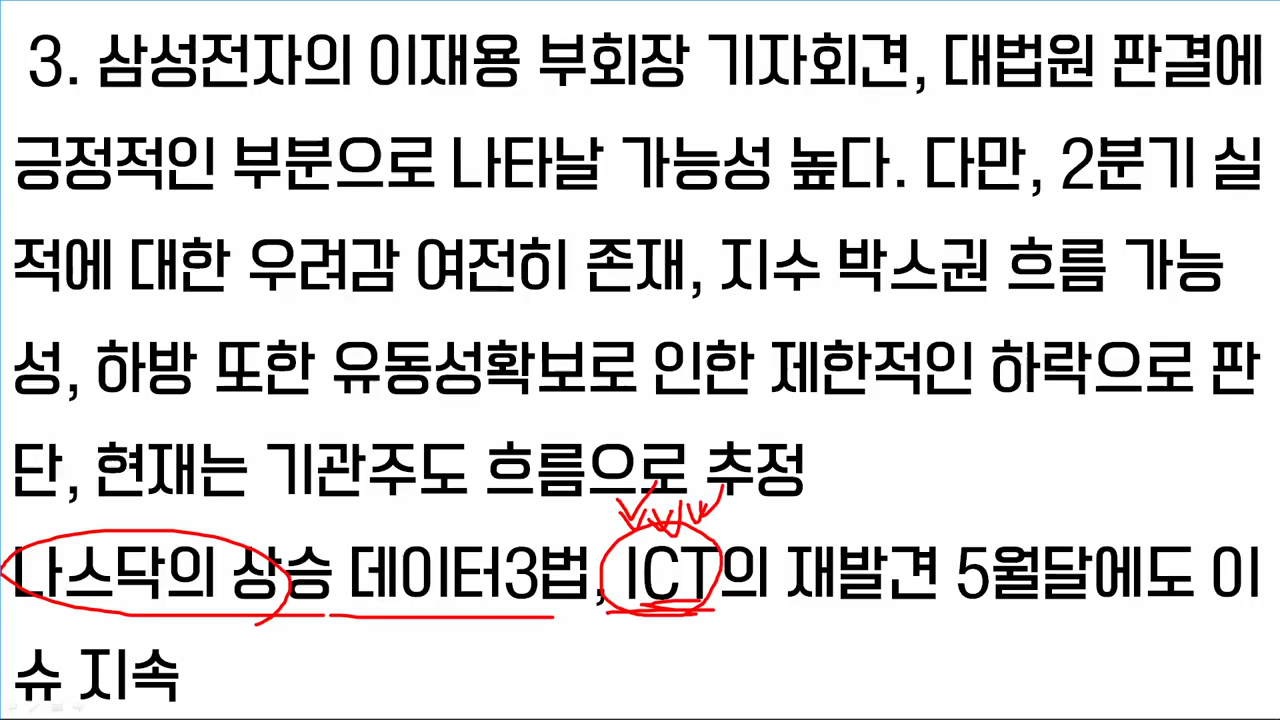 3. 삼성전자의 이재용 부회장 기자회견, 대법원 판결에
긍정적인 부분으로 나타날 가능성 높다. 다만, 2분기 실
적에 대한 우려감 여전히 존재, 지수 박스권 흐름 가능
성, 하방 또한 유동성확보로 인한 제한적인 하락으로 판
단, 현재는 기관주도 흐름으로 추정
나스닥의 상승 데이터3법, ICT의 재발견 5월달에도 이
슈 지속